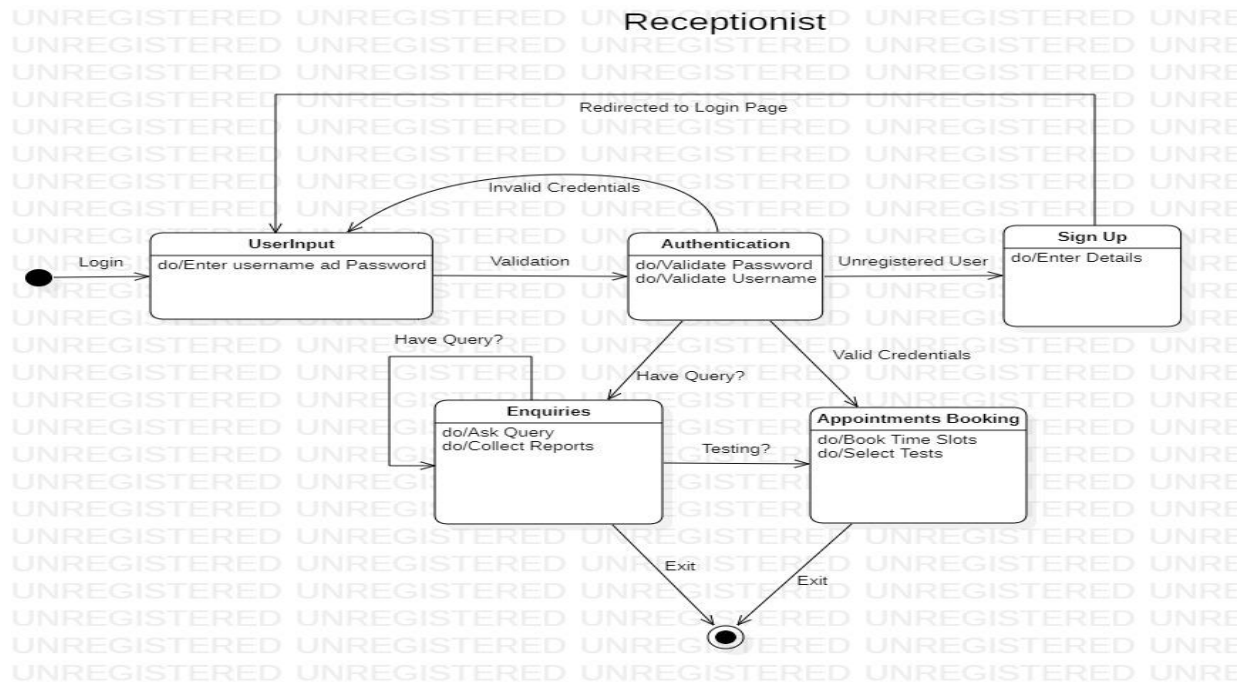 Receptionist
Redirected to Login Page
Invalid Credentials
UserInput
do/Enter username ad Password
Login
Validation
Authentication
do/Validate Password
do/Validate Username
Unregistered User
Sign Up
do/Enter Details
Have Query?
Have Query?
Valid Credentials
Enquiries
do/Ask Query
do/Collect Reports
Testing?
Appointments Booking
do/Book Time Slots
do/Select Tests
Exit
Exit
UNREGISTERED